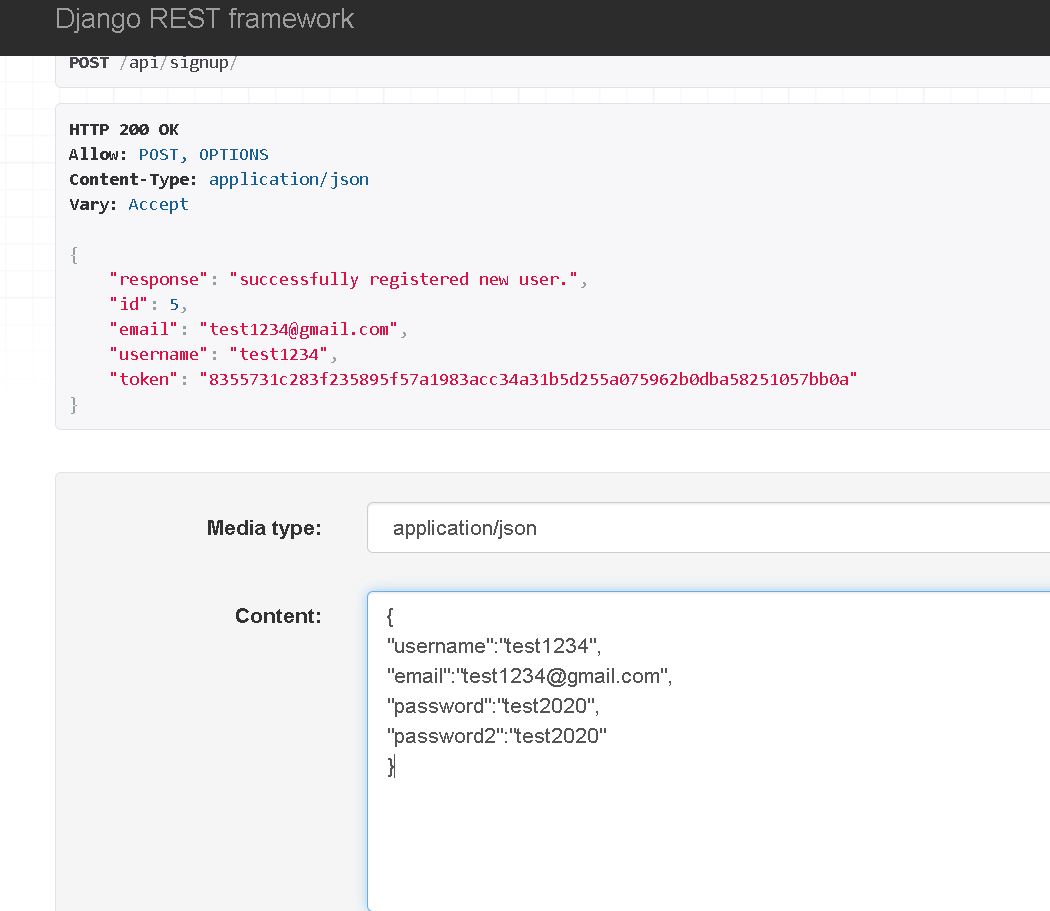 Django REST framework
POST /api/signup/
HTTP 200 OK
Allow: POST, OPTIONS
Content-Type: application/json
Vary: Accept
{
"response": "successfully registered new user.",
"id": 5,
"email": "test1234@gmail.com",
"username": "test1234",
"token": "8355731c283f235895f57a1983acc34a31b5d255a075962b0dba58251057bb0a"
}
Media type: application/json
Content: {
"username":"test1234",
"email":"test1234@gmail.com",
"password":"test2020",
"password2":"test2020"
}